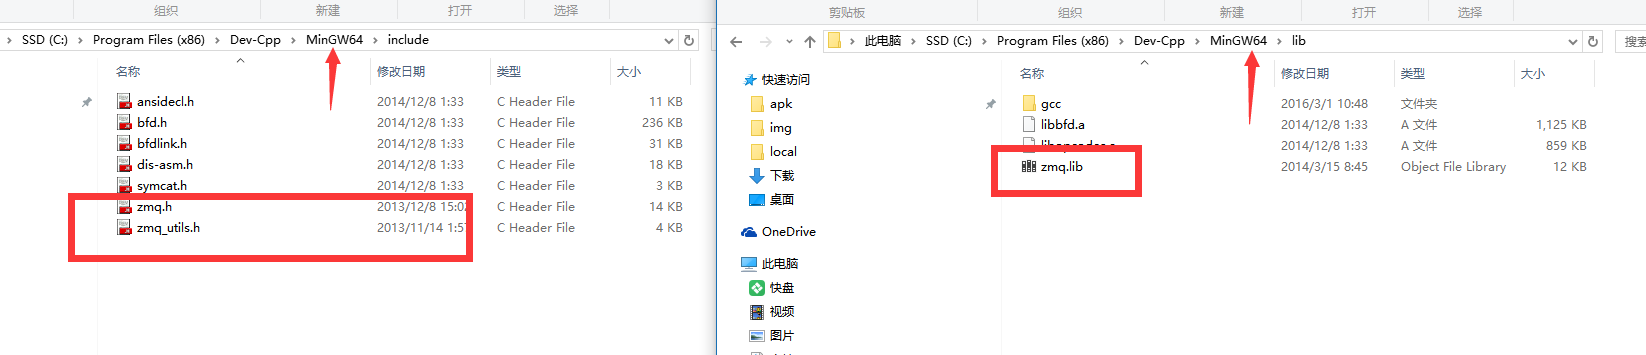 组织 新建 打开 选择
SSD (C:) Program Files (x86) Dev-Cpp MinGW64 include
名称 修改日期 类型 大小
ansidecl.h 2014/12/8 1:33 C Header File 11 KB
bfd.h 2014/12/8 1:33 C Header File 236 KB
bfdlink.h 2014/12/8 1:33 C Header File 31 KB
dis-asm.h 2014/12/8 1:33 C Header File 18 KB
symcat.h 2014/12/8 1:33 C Header File 3 KB
zmq.h 2013/12/8 C Header File 14 KB
zmq_utils.h 2013/11/14 C Header File 4 KB
剪贴板 组织 新建 打开 选择
此电脑 SSD (C:) Program Files (x86) Dev-Cpp MinGW64 lib 搜索
快速访问
apk
img
local
下载
桌面
OneDrive
此电脑
快盘
视频
图片
名称 修改日期 类型 大小
gcc 2016/3/1 10:48 文件夹
libbfd.a 2014/12/8 1:33 A 文件 1,125 KB
2014/12/8 1:33 A 文件 859 KB
zmq.lib 2014/3/15 8:45 Object File Library 12 KB